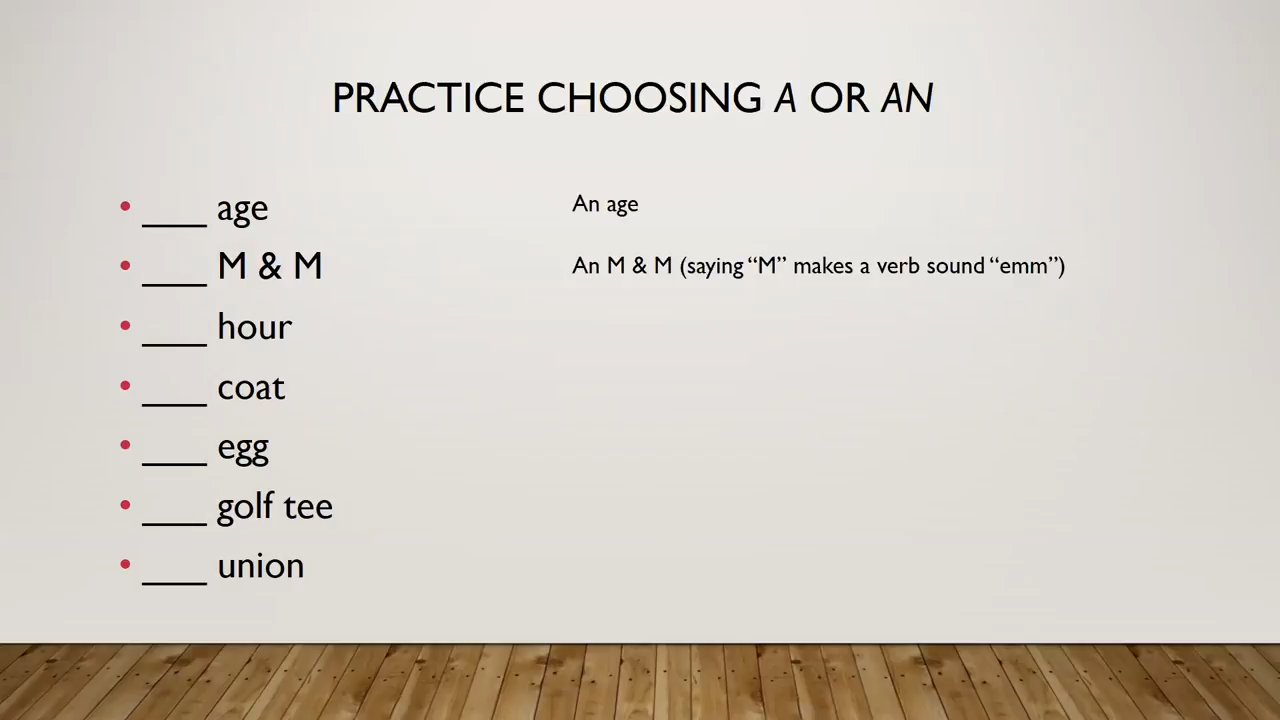 PRACTICE CHOOSING A OR AN
• ____ age
An age
• ____ M & M
An M & M (saying “M” makes a verb sound “emm”)
• ____ hour
• ____ coat
• ____ egg
• ____ golf tee
• ____ union